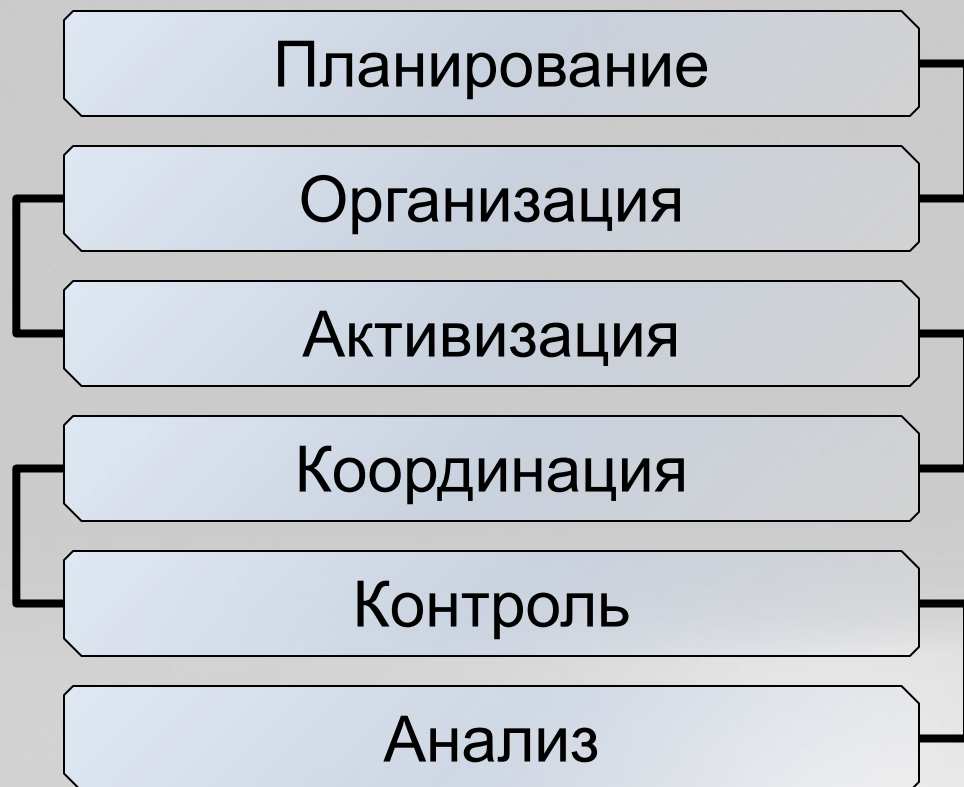 Планирование
Организация
Активизация
Координация
Контроль
Анализ